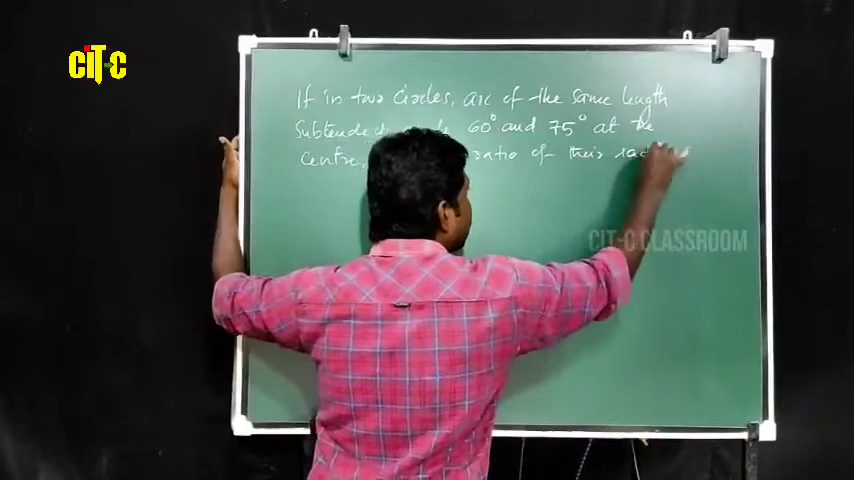 CiT-C
If in two circles, arc of the same length
Subtended 60° and 75° at the
centre, ratio of their
CIT-C CLASSROOM